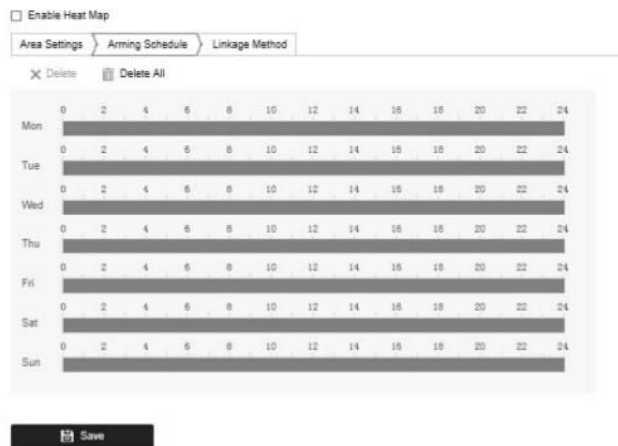 Enable Heat Map
Area Settings Arming Schedule Linkage Method
Delete Delete All
0 2 4 6 8 10 12 14 16 18 20 22 24
Mon
0 2 4 6 8 10 12 14 16 18 20 22 24
Tue
0 2 4 6 8 10 12 14 16 18 20 22 24
Wed
0 2 4 6 8 10 12 14 16 18 20 22 24
Thu
0 2 4 6 8 10 12 14 16 18 20 22 24
Fri
0 2 4 6 8 10 12 14 16 18 20 22 24
Sat
0 2 4 6 8 10 12 14 16 18 20 22 24
Sun
Save